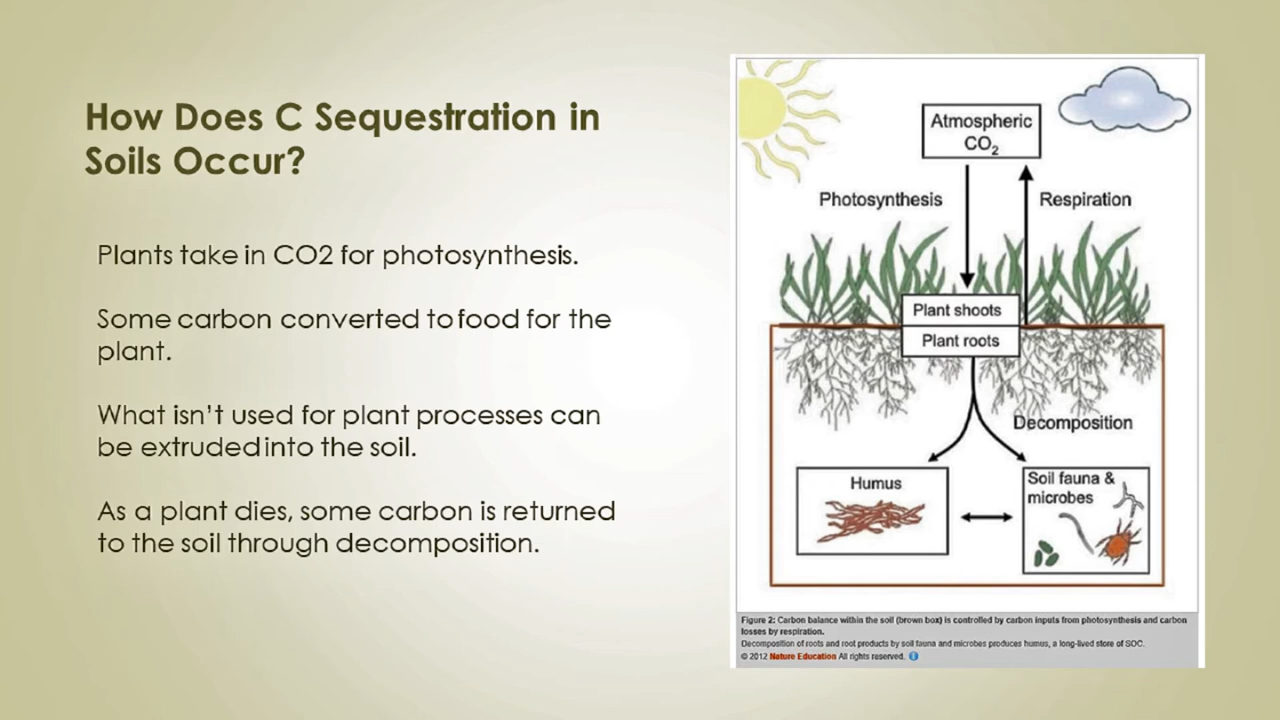 How Does C Sequestration in
Soils Occur?
Plants take in CO2 for photosynthesis.
Some carbon converted to food for the
plant.
What isn't used for plant processes can
be extruded into the soil.
As a plant dies, some carbon is returned
to the soil through decomposition.
Atmospheric
CO₂
Photosynthesis
Respiration
Plant shoots
Plant roots
Decomposition
Humus
Soil fauna &
microbes
Figure 2: Carbon balance within the soil (brown box) is controlled by carbon inputs from photosynthesis and carbon
losses by respiration.
Decomposition of roots and root products by soil fauna and microbes produces humus, a long-lived store of SOC.
© 2012 Nature Education All rights reserved.